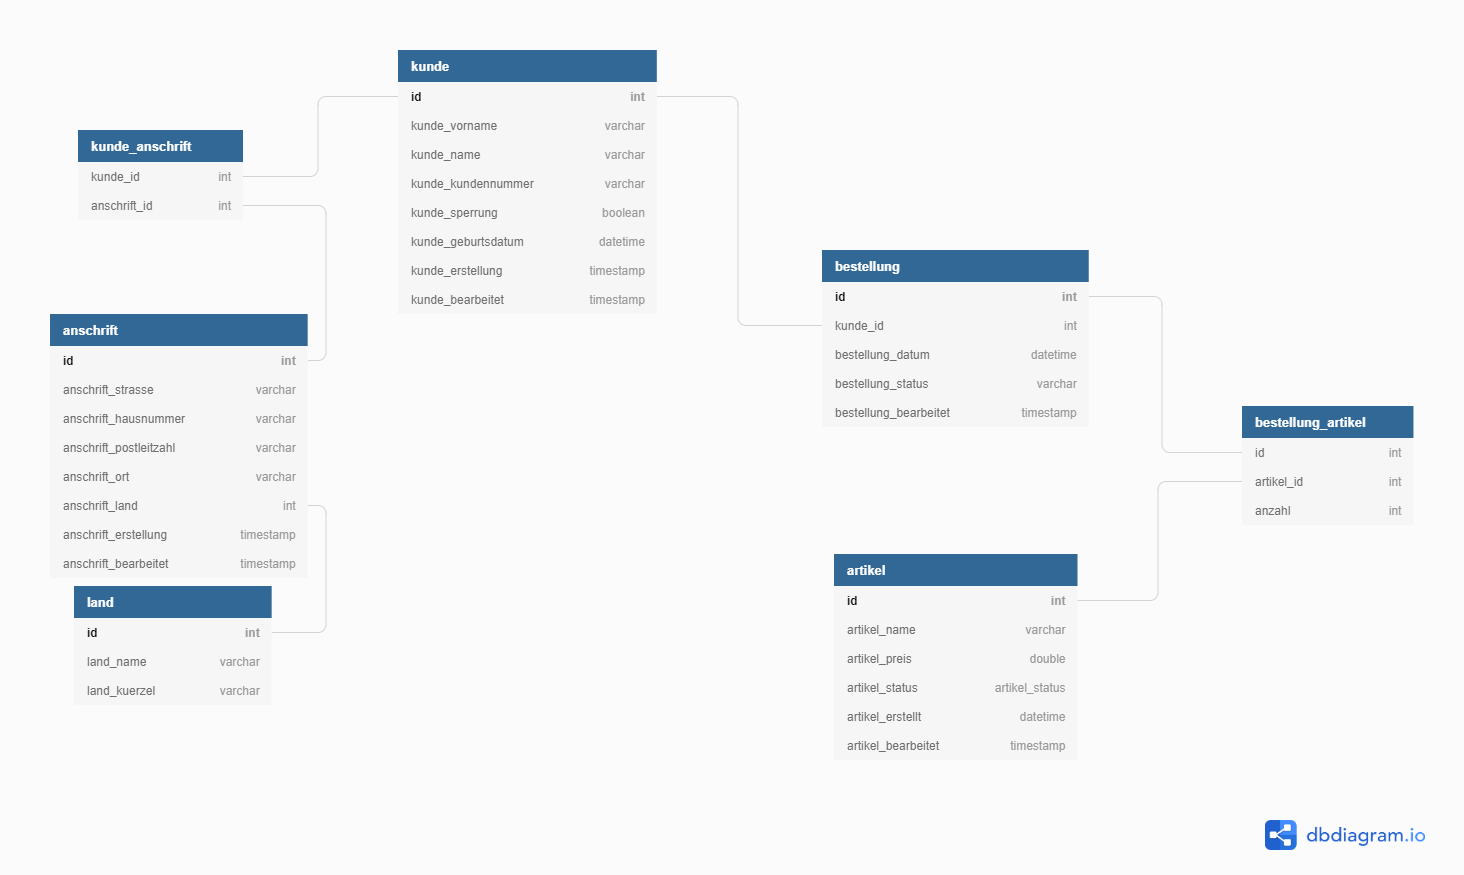 kunde
id int
kunde_vorname varchar
kunde_name varchar
kunde_kundennummer varchar
kunde_sperrung boolean
kunde_geburtsdatum datetime
kunde_erstellung timestamp
kunde_bearbeitet timestamp
kunde_anschrift
kunde_id int
anschrift_id int
anschrift
id int
anschrift_strasse varchar
anschrift_hausnummer varchar
anschrift_postleitzahl varchar
anschrift_ort varchar
anschrift_land int
anschrift_erstellung timestamp
anschrift_bearbeitet timestamp
land
id int
land_name varchar
land_kuerzel varchar
bestellung
id int
kunde_id int
bestellung_datum datetime
bestellung_status varchar
bestellung_bearbeitet timestamp
bestellung_artikel
id int
artikel_id int
anzahl int
artikel
id int
artikel_name varchar
artikel_preis double
artikel_status artikel_status
artikel_erstellt datetime
artikel_bearbeitet timestamp
dbdiagram.io